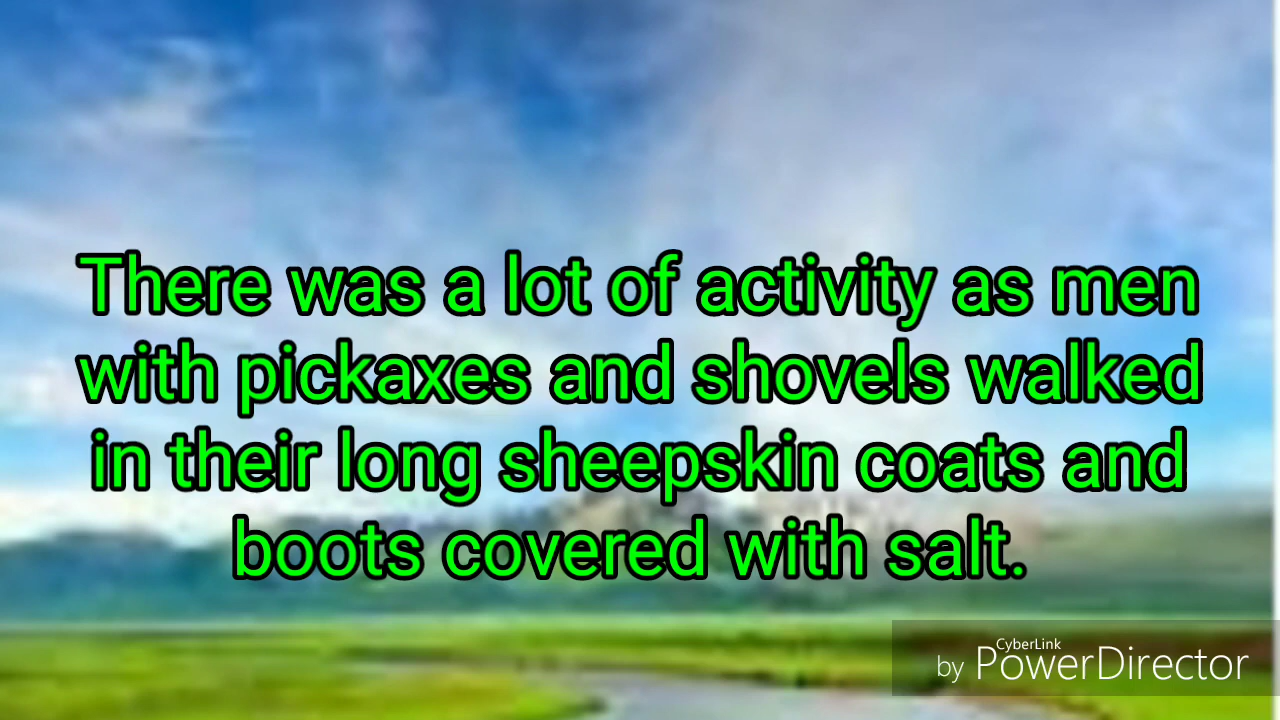 There was a lot of activity as men
with pickaxes and shovels walked
in their long sheepskin coats and
boots covered with salt.
CyberLink
by PowerDirector